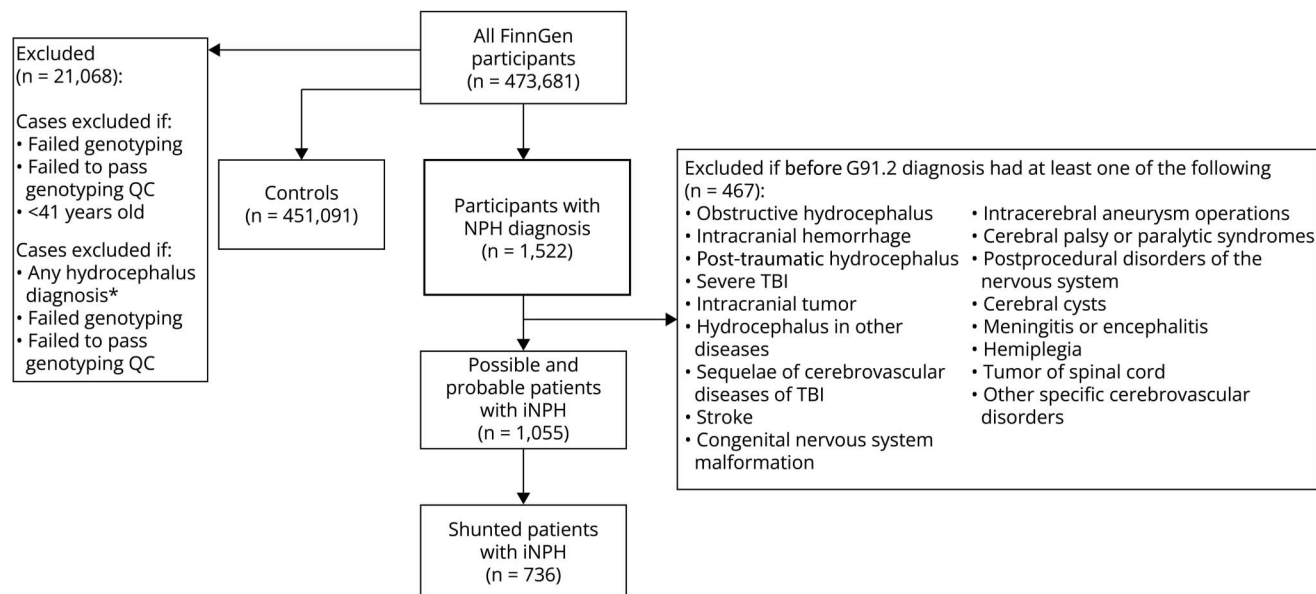 All FinnGen
participants
(n = 473,681)
Excluded
(n = 21,068):
Cases excluded if:
• Failed genotyping
• Failed to pass
genotyping QC
• <41 years old
Cases excluded if:
• Any hydrocephalus
diagnosis*
• Failed genotyping
• Failed to pass
genotyping QC
Controls
(n = 451,091)
Participants with
NPH diagnosis
(n = 1,522)
Excluded if before G91.2 diagnosis had at least one of the following
(n = 467):
• Obstructive hydrocephalus
• Intracranial hemorrhage
• Post-traumatic hydrocephalus
• Severe TBI
• Intracranial tumor
• Hydrocephalus in other
diseases
• Sequelae of cerebrovascular
diseases of TBI
• Stroke
• Congenital nervous system
malformation
• Intracerebral aneurysm operations
• Cerebral palsy or paralytic syndromes
• Postprocedural disorders of the
nervous system
• Cerebral cysts
• Meningitis or encephalitis
• Hemiplegia
• Tumor of spinal cord
• Other specific cerebrovascular
disorders
Possible and
probable patients
with iNPH
(n = 1,055)
Shunted patients
with iNPH
(n = 736)